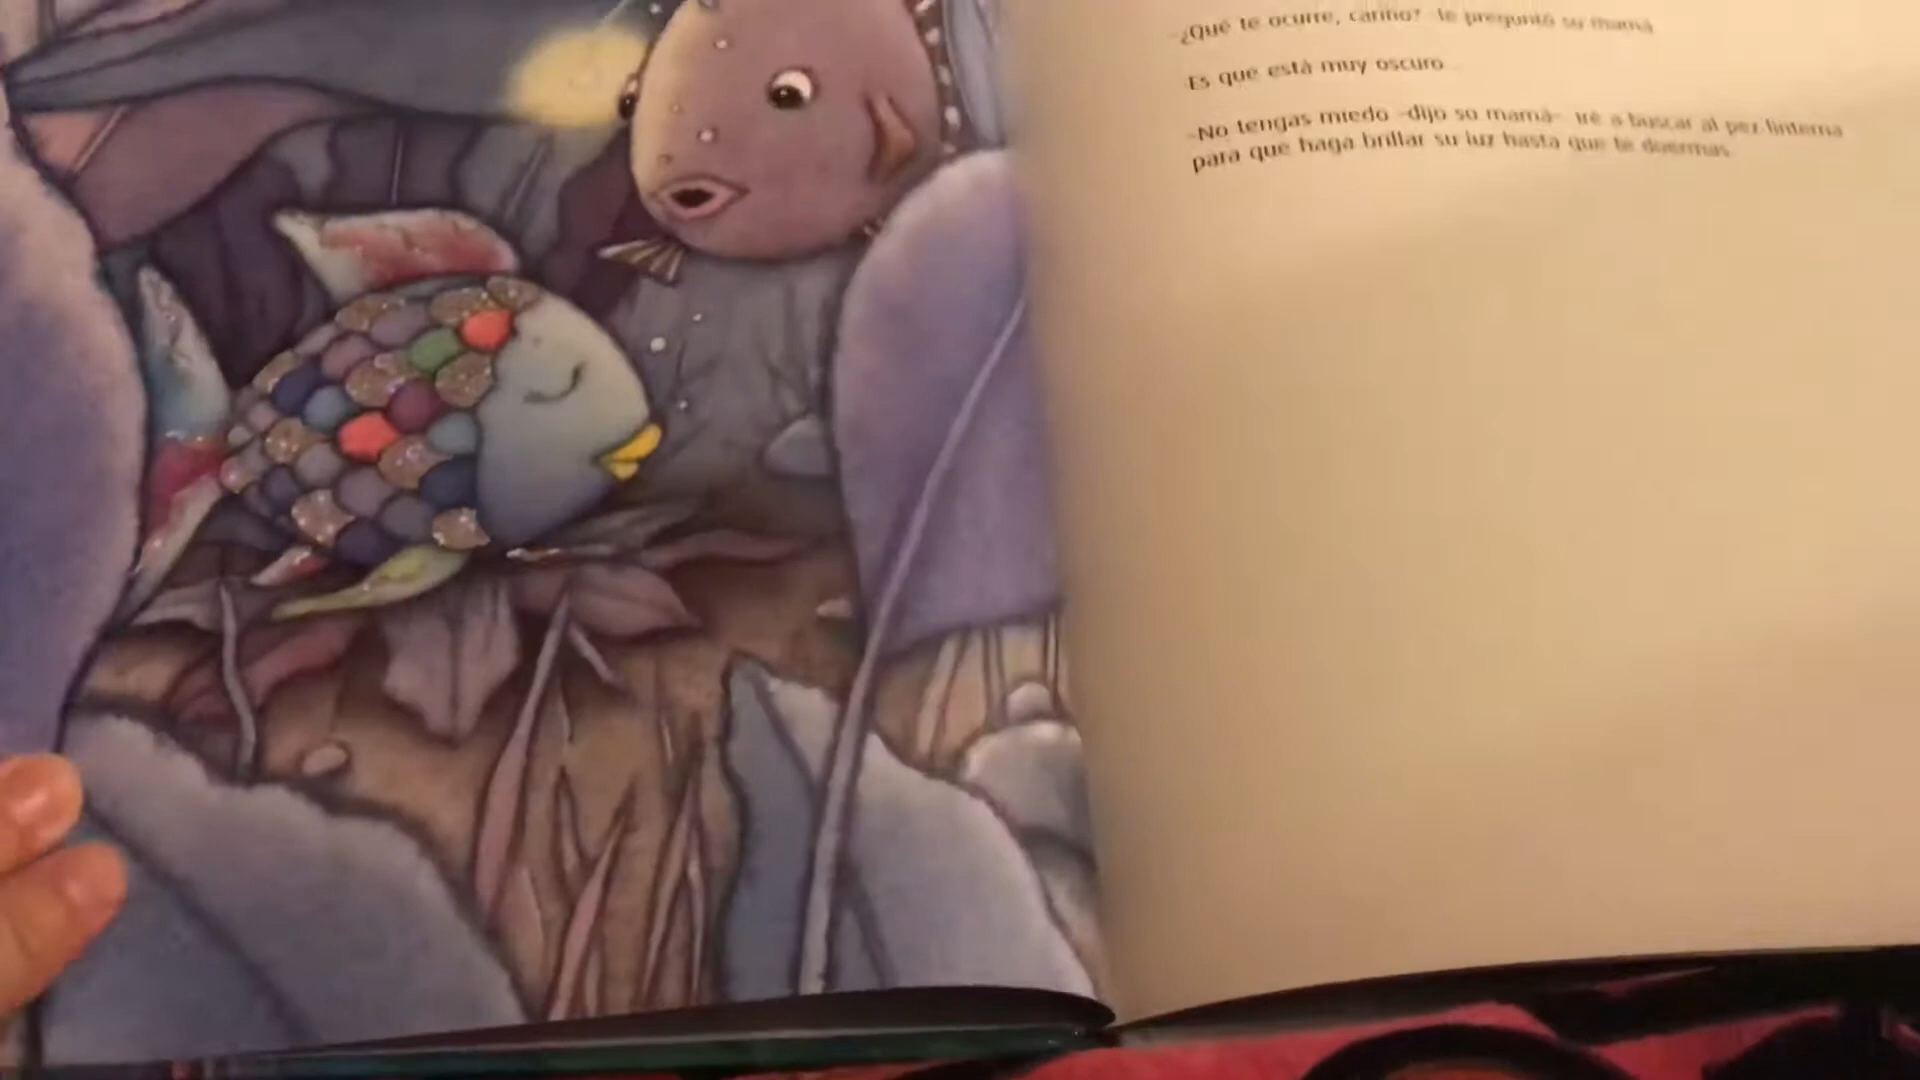 -¿Qué te ocurre, cariño? -le preguntó su mamá
Es que está muy oscuro
-No tengas miedo -dijo su mamá-. Iré a buscar al pez linterna
para que haga brillar su luz hasta que te duermas.